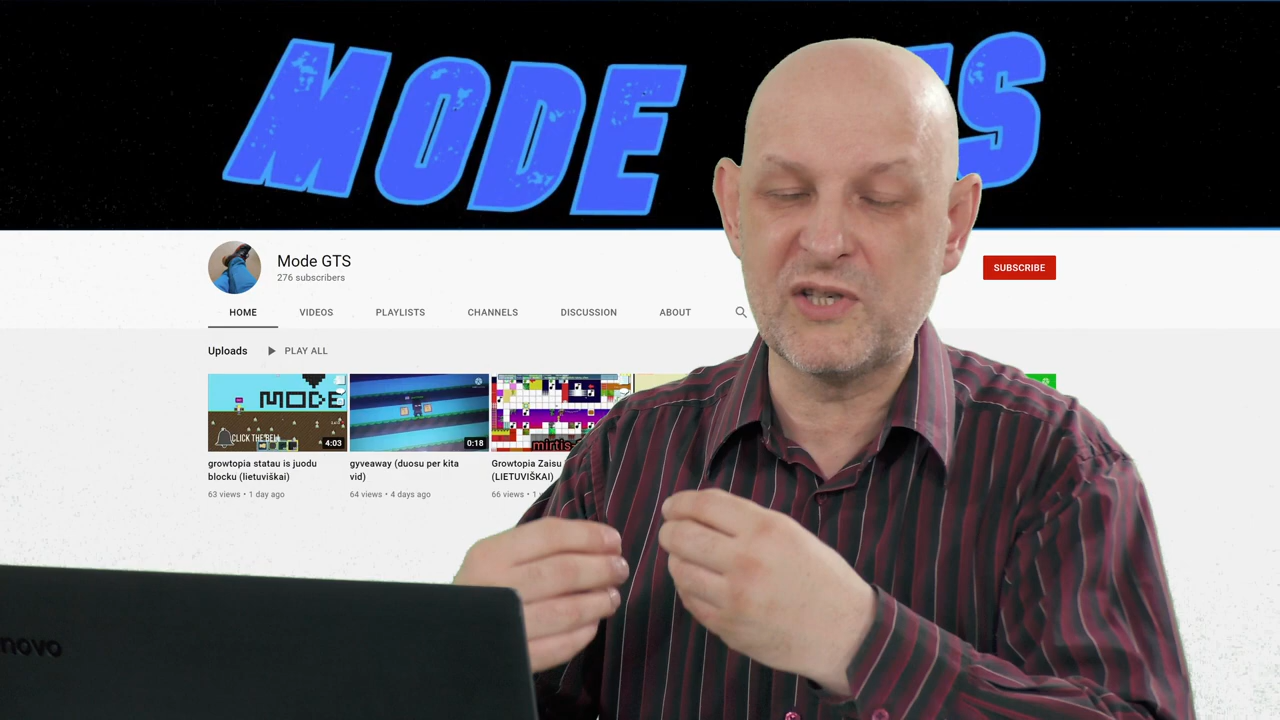 MODE
Mode GTS
276 subscribers
SUBSCRIBE
HOME
VIDEOS
PLAYLISTS
CHANNELS
DISCUSSION
ABOUT
Uploads
PLAY ALL
MODE
CLICK THE BELL
4:03
0:18
mirtis
growtopia statau is juodu
blocku (lietuviškai)
63 views • 1 day ago
gyveaway (duosu per kita
vid)
64 views • 4 days ago
Growtopia Zaisu
(LIETUVIŠKAI)
66 views • 1